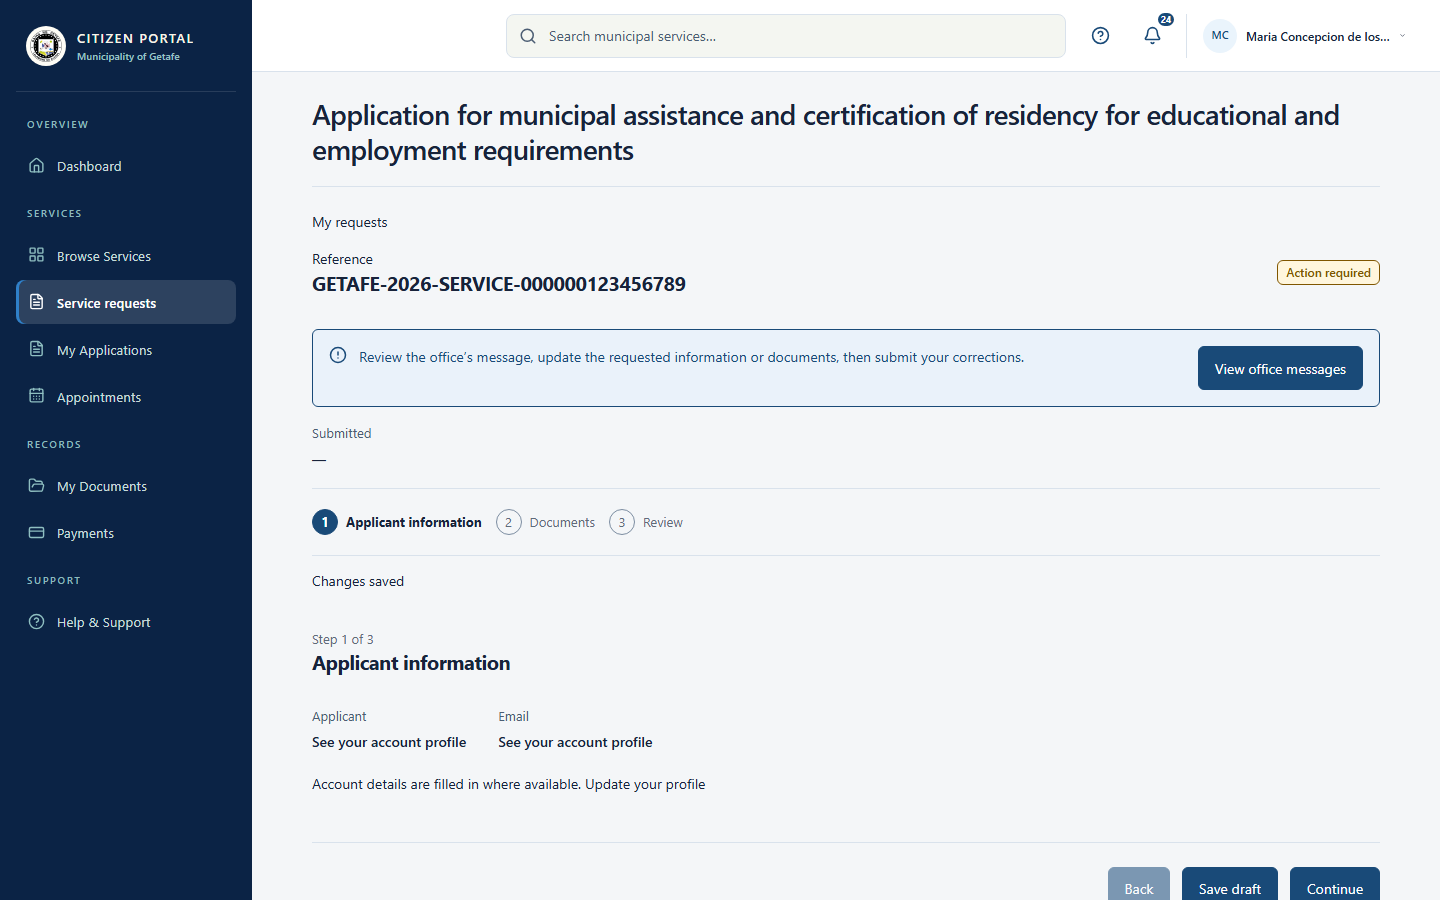 CITIZEN PORTAL
Municipality of Getafe
OVERVIEW
Dashboard
SERVICES
Browse Services
Service requests
My Applications
Appointments
RECORDS
My Documents
Payments
SUPPORT
Help & Support
Search municipal services...
24
MC
Maria Concepcion de los...
Application for municipal assistance and certification of residency for educational and
employment requirements
My requests
Reference
GETAFE-2026-SERVICE-000000123456789
Action required
Review the office’s message, update the requested information or documents, then submit your corrections.
View office messages
Submitted
—
1 Applicant information 2 Documents 3 Review
Changes saved
Step 1 of 3
Applicant information
Applicant Email
See your account profile See your account profile
Account details are filled in where available. Update your profile
Back Save draft Continue